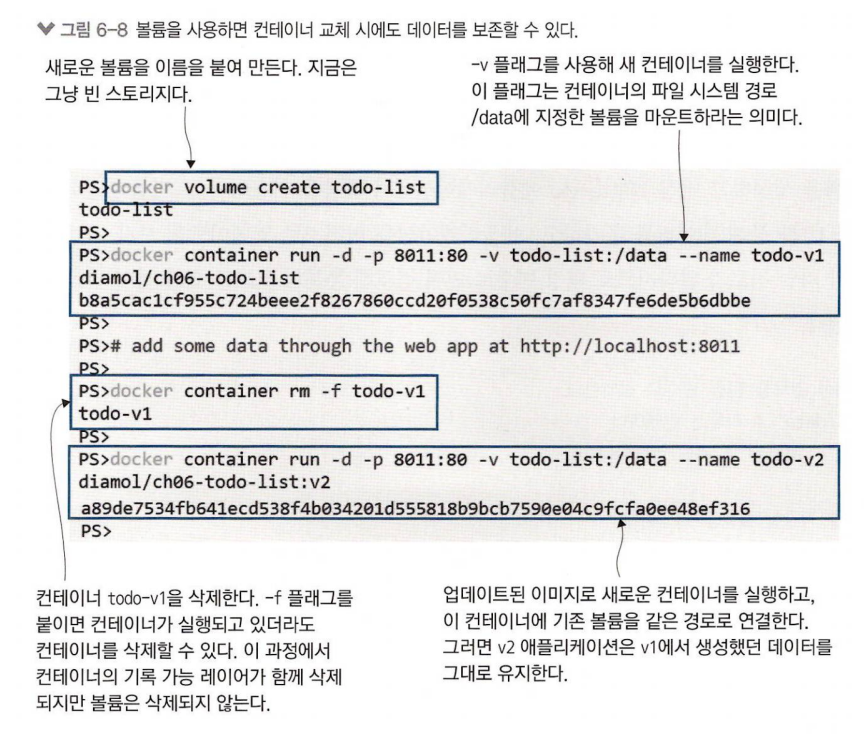 그림 6-8 볼륨을 사용하면 컨테이너 교체 시에도 데이터를 보존할 수 있다.
새로운 볼륨을 이름을 붙여 만든다. 지금은
그냥 빈 스토리지다.
-v 플래그를 사용해 새 컨테이너를 실행한다.
이 플래그는 컨테이너의 파일 시스템 경로
/data에 지정한 볼륨을 마운트하라는 의미다.
PS>docker volume create todo-list
todo-list
PS>
PS>docker container run -d -p 8011:80 -v todo-list:/data --name todo-v1
diamol/ch06-todo-list
b8a5cac1cf955c724beee2f8267860ccd20f0538c50fc7af8347fe6de5b6dbbe
PS>
PS># add some data through the web app at http://localhost:8011
PS>
PS>docker container rm -f todo-v1
todo-v1
PS>
PS>docker container run -d -p 8011:80 -v todo-list:/data --name todo-v2
diamol/ch06-todo-list:v2
a89de7534fb641ecd538f4b034201d555818b9bcb7590e04c9fcfa0ee48ef316
PS>
컨테이너 todo-v1을 삭제한다. -f 플래그를
붙이면 컨테이너가 실행되고 있더라도
컨테이너를 삭제할 수 있다. 이 과정에서
컨테이너의 기록 가능 레이어가 함께 삭제
되지만 볼륨은 삭제되지 않는다.
업데이트된 이미지로 새로운 컨테이너를 실행하고,
이 컨테이너에 기존 볼륨을 같은 경로로 연결한다.
그러면 v2 애플리케이션은 v1에서 생성했던 데이터를
그대로 유지한다.